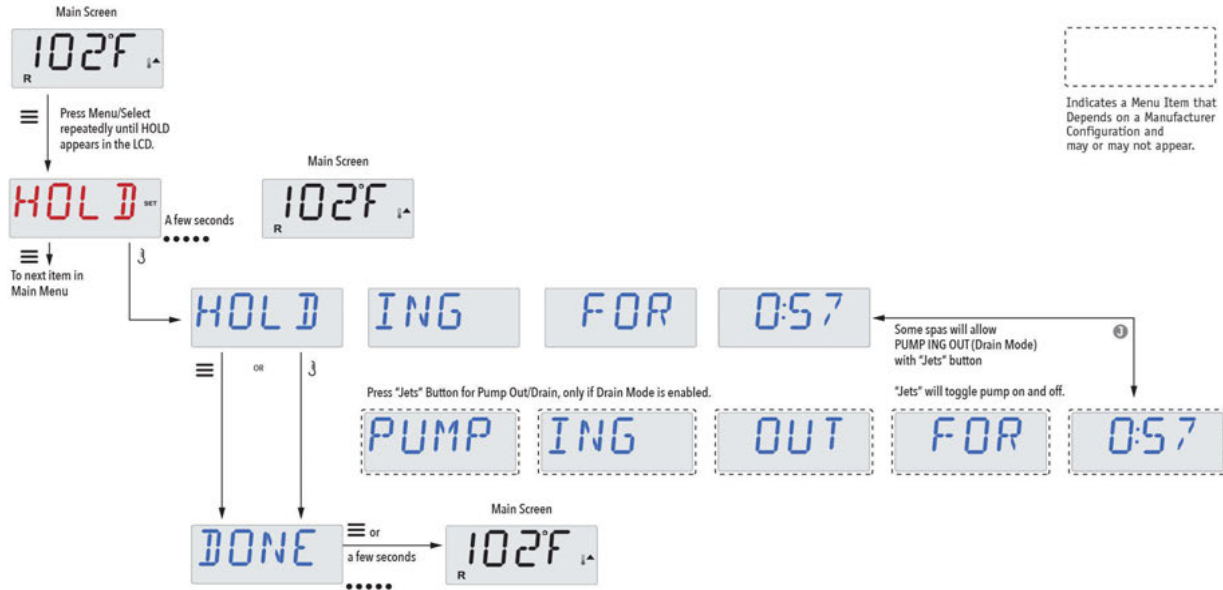 Main Screen
102°F
R
Press Menu/Select
repeatedly until HOLD
appears in the LCD.
Indicates a Menu Item that
Depends on a Manufacturer
Configuration and
may or may not appear.
Main Screen
HOLD SET
A few seconds
102°F
R
To next item in
Main Menu
HOLD ING FOR 0:57
Some spas will allow
PUMP ING OUT (Drain Mode)
with "Jets" button
J
OR
Press "Jets" Button for Pump Out/Drain, only if Drain Mode is enabled.
"Jets" will toggle pump on and off.
PUMP ING OUT FOR 0:57
Main Screen
DONE
or
a few seconds
102°F
R